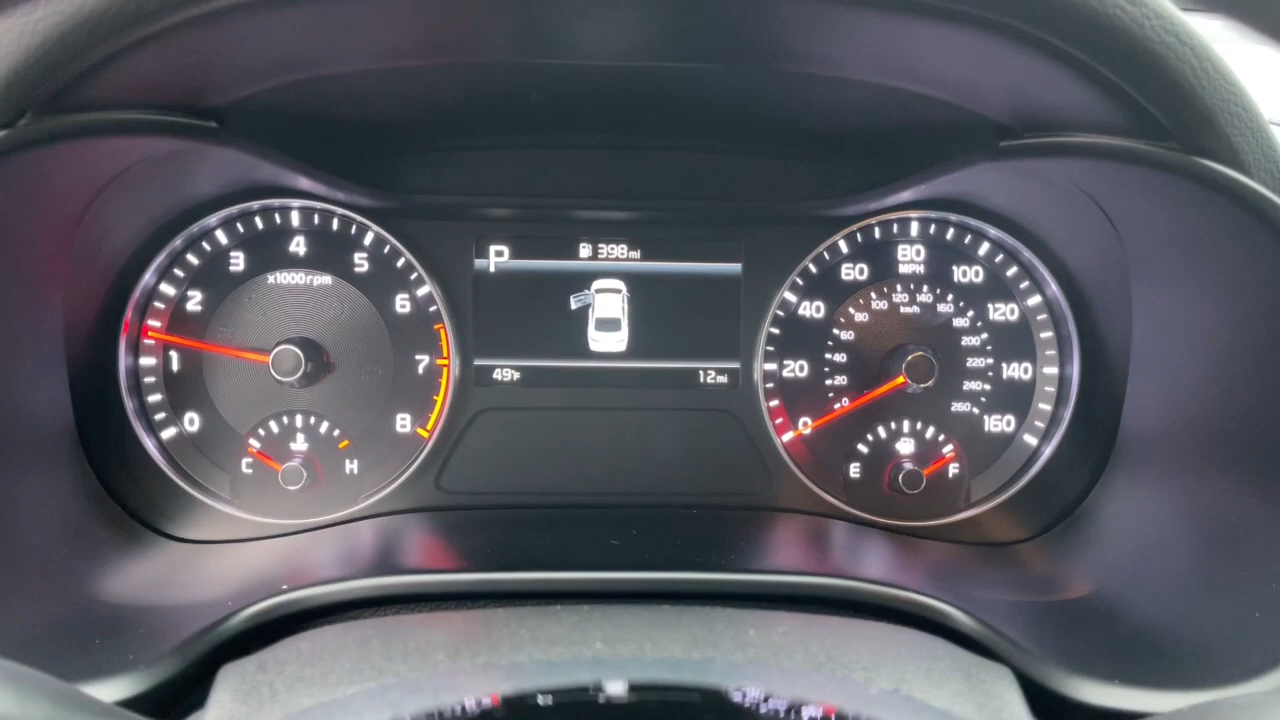 0 1 2 3 4 5 6 7 8
x1000rpm
C H
P 398mi
49°F 12mi
0 20 40 60 80 100 120 140 160
MPH
0 20 40 60 80 100 120 140 160 180 200 220 240 260
km/h
E F